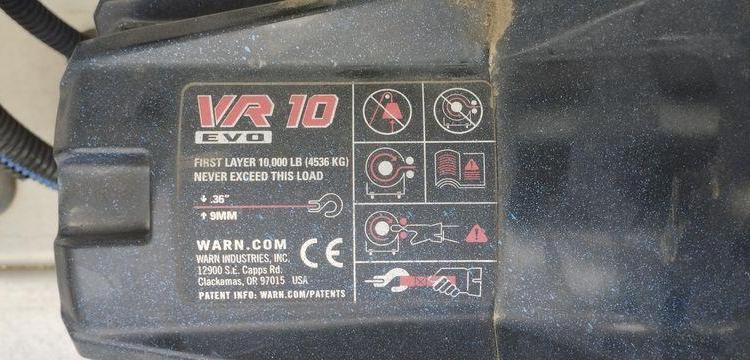 VR 10
EVO
FIRST LAYER 10,000 LB (4536 KG)
NEVER EXCEED THIS LOAD
↓ .36"
↑ 9MM
WARN.COM
WARN INDUSTRIES, INC.
12900 S.E. Capps Rd.
Clackamas, OR 97015 USA
CE
PATENT INFO: WARN.COM/PATENTS